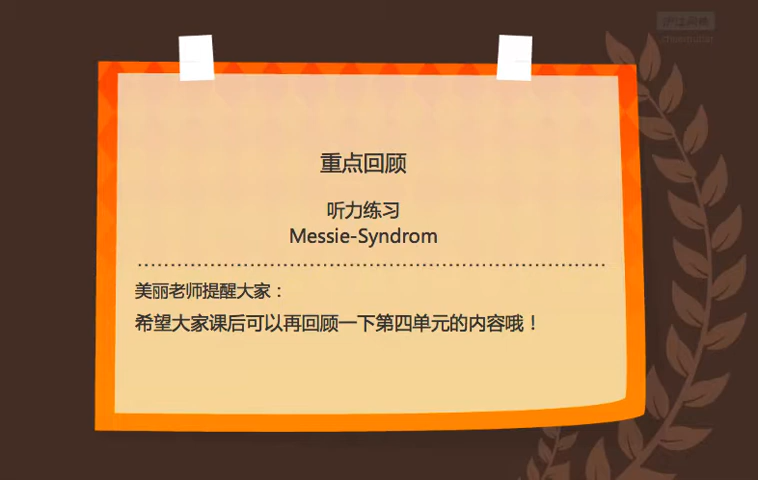 重点回顾
听力练习
Messie-Syndrom
美丽老师提醒大家：
希望大家课后可以再回顾一下第四单元的内容哦！